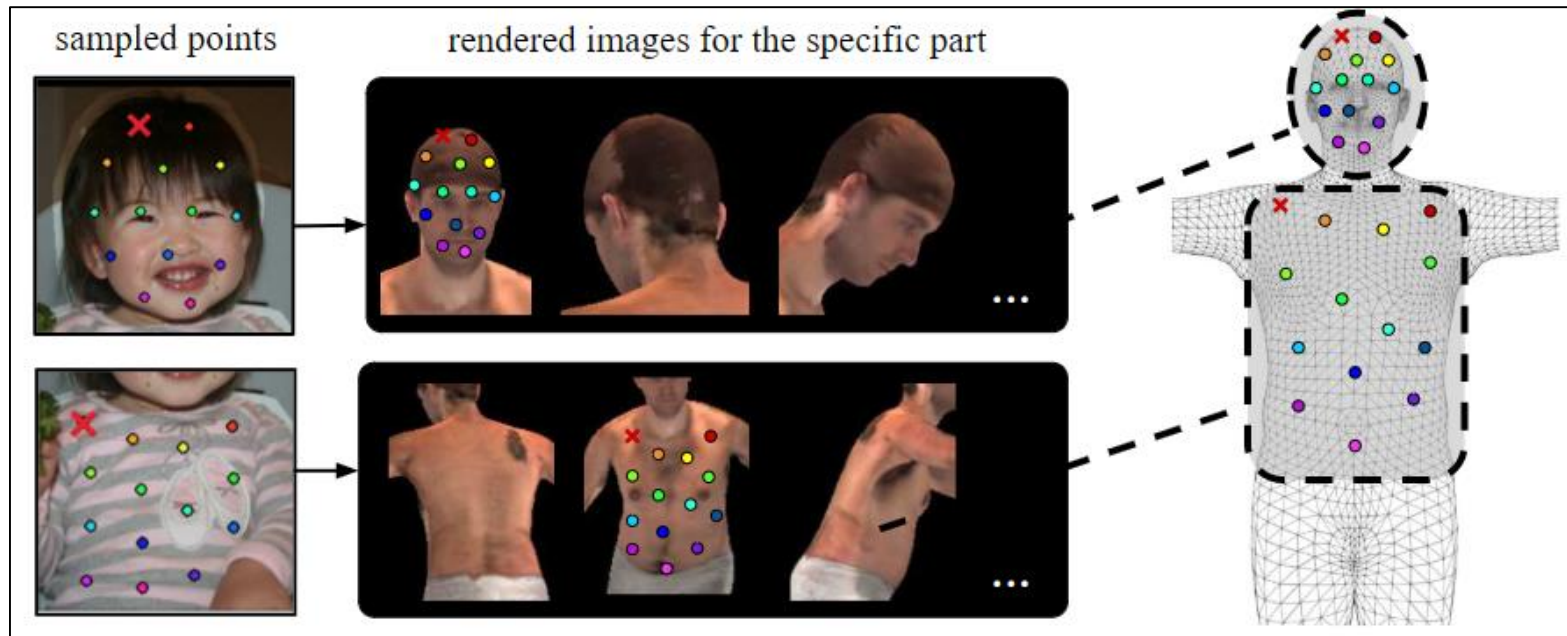 sampled points
rendered images for the specific part
...
...